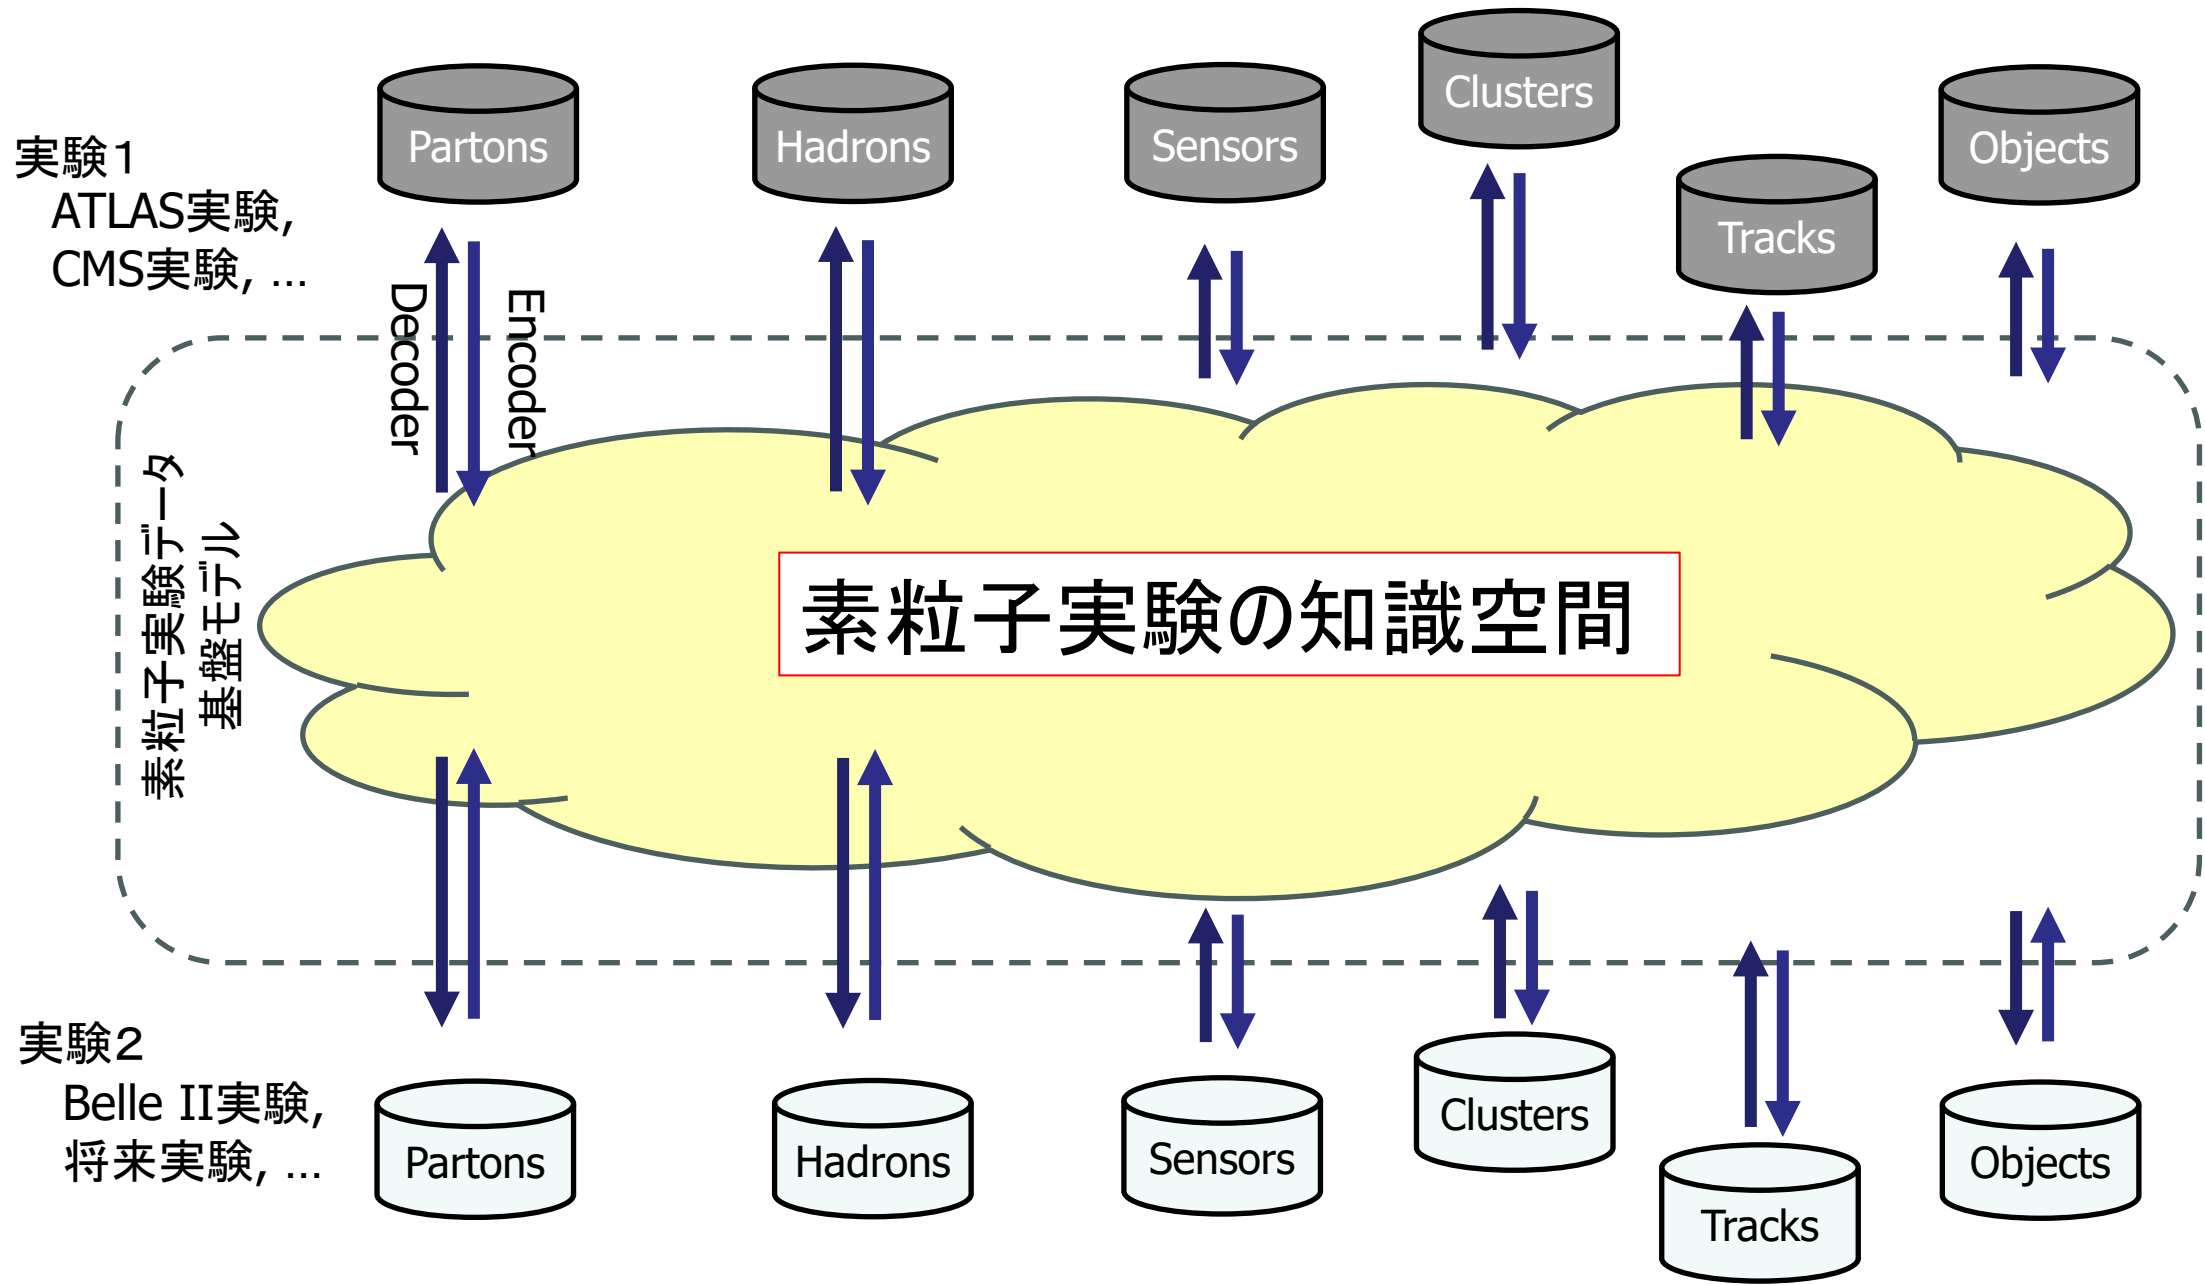 Partons
Hadrons
Sensors
Clusters
Tracks
Objects
実験１
ATLAS実験,
CMS実験, ...
Decoder
Encoder
素粒子実験データ
基盤モデル
素粒子実験の知識空間
実験２
Belle II実験,
将来実験, ...
Partons
Hadrons
Sensors
Clusters
Tracks
Objects